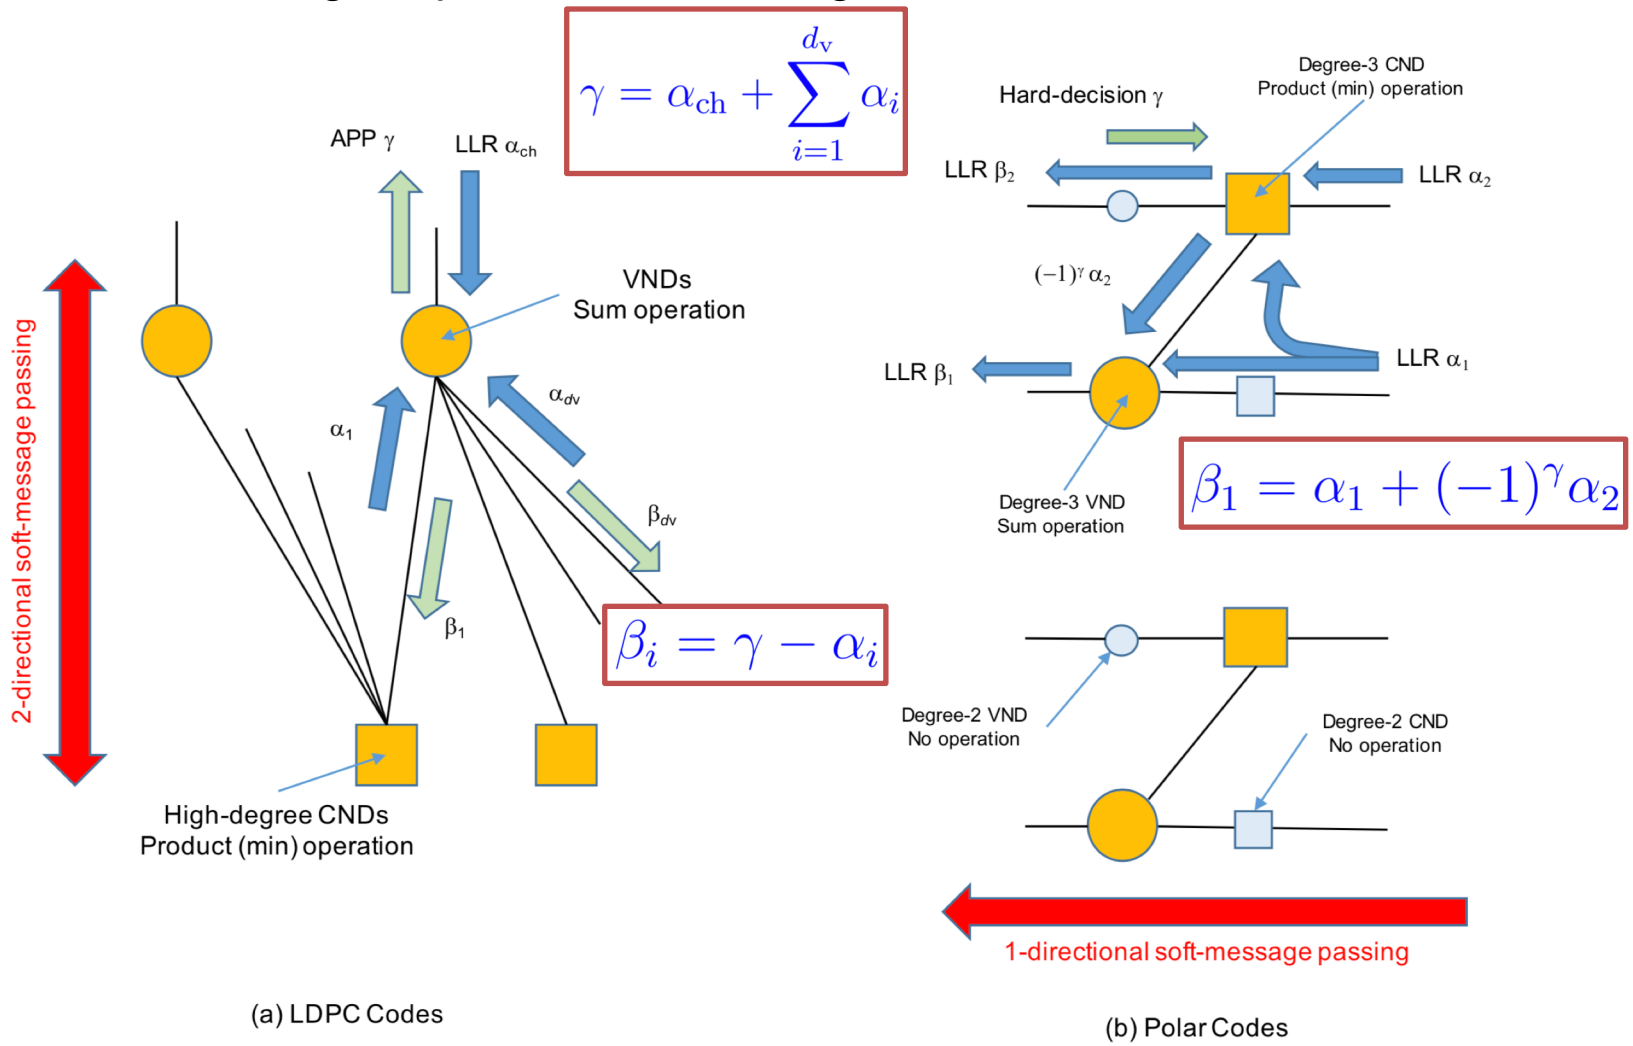 γ = α_ch + Σ_{i=1}^{d_v} α_i
APP γ
LLR α_ch
VNDs
Sum operation
α_1
α_dv
β_1
β_dv
β_i = γ − α_i
2-directional soft-message passing
High-degree CNDs
Product (min) operation
(a) LDPC Codes
Degree-3 CND
Product (min) operation
Hard-decision γ
LLR β_2
LLR α_2
(−1)^γ α_2
LLR β_1
LLR α_1
β_1 = α_1 + (−1)^γ α_2
Degree-3 VND
Sum operation
Degree-2 VND
No operation
Degree-2 CND
No operation
1-directional soft-message passing
(b) Polar Codes